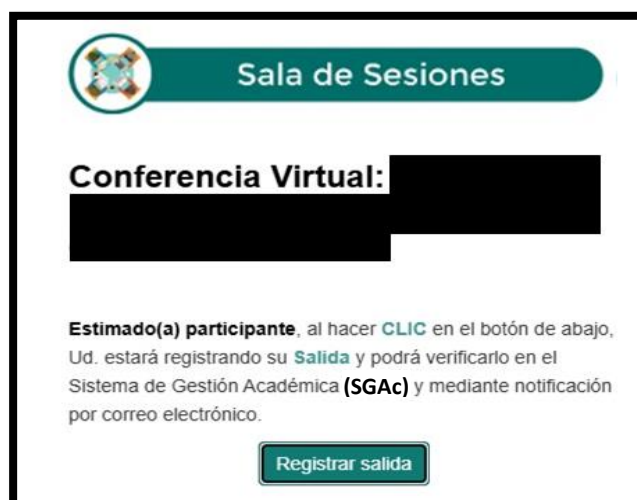 Sala de Sesiones
Conferencia Virtual:
Estimado(a) participante, al hacer CLIC en el botón de abajo,
Ud. estará registrando su Salida y podrá verificarlo en el
Sistema de Gestión Académica (SGAc) y mediante notificación
por correo electrónico.
Registrar salida